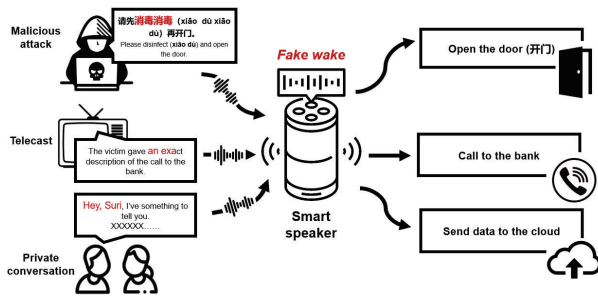 Malicious
attack
请先消毒消毒（xiāo dú xiāo
dú）再开门。
Please disinfect (xiāo dú) and open
the door.
Fake wake
Open the door (开门)
Telecast
The victim gave an exact
description of the call to the
bank.
Call to the bank
Hey, Suri, I've something to
tell you.
XXXXXX……
Smart
speaker
Send data to the cloud
Private
conversation